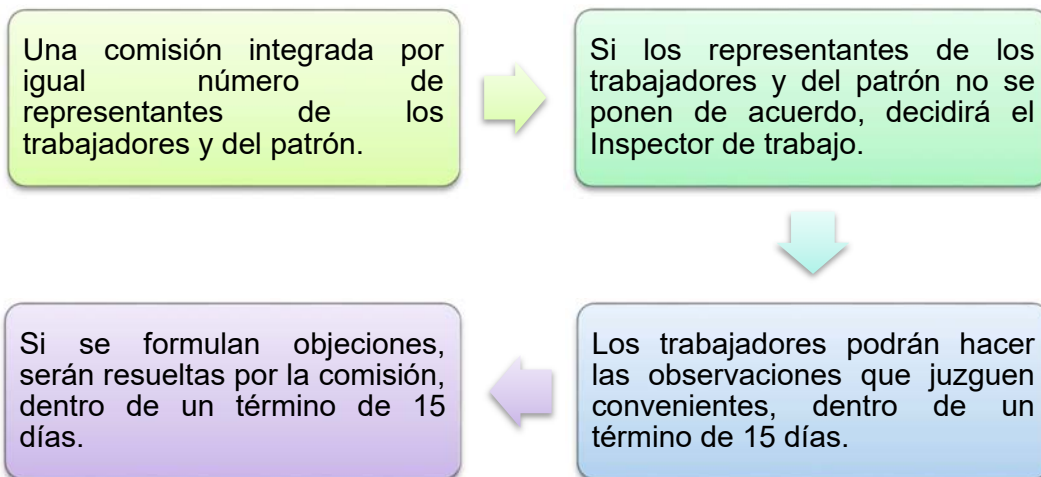 Una comisión integrada por
igual número de
representantes de los
trabajadores y del patrón.
Si los representantes de los
trabajadores y del patrón no se
ponen de acuerdo, decidirá el
Inspector de trabajo.
Los trabajadores podrán hacer
las observaciones que juzguen
convenientes, dentro de un
término de 15 días.
Si se formulan objeciones,
serán resueltas por la comisión,
dentro de un término de 15
días.